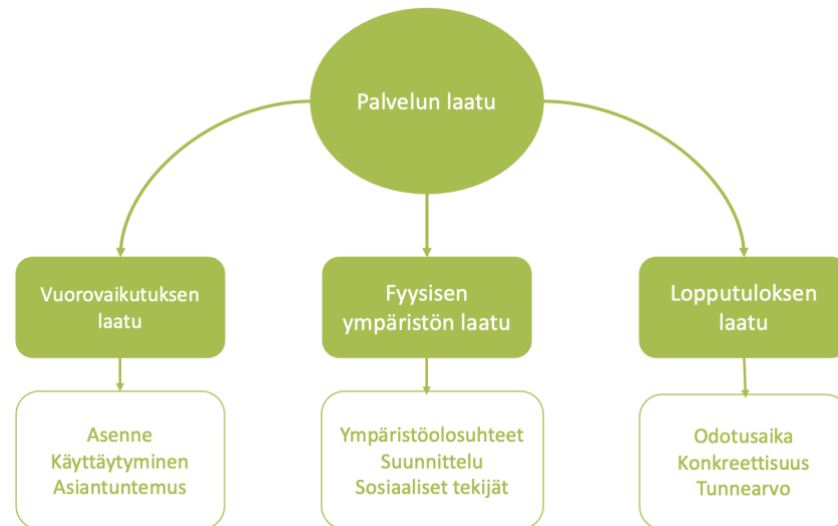 Palvelun laatu
Vuorovaikutuksen
laatu
Fyysisen
ympäristön laatu
Lopputuloksen
laatu
Asenne
Käyttäytyminen
Asiantuntemus
Ympäristöolosuhteet
Suunnittelu
Sosiaaliset tekijät
Odotusaika
Konkreettisuus
Tunnearvo